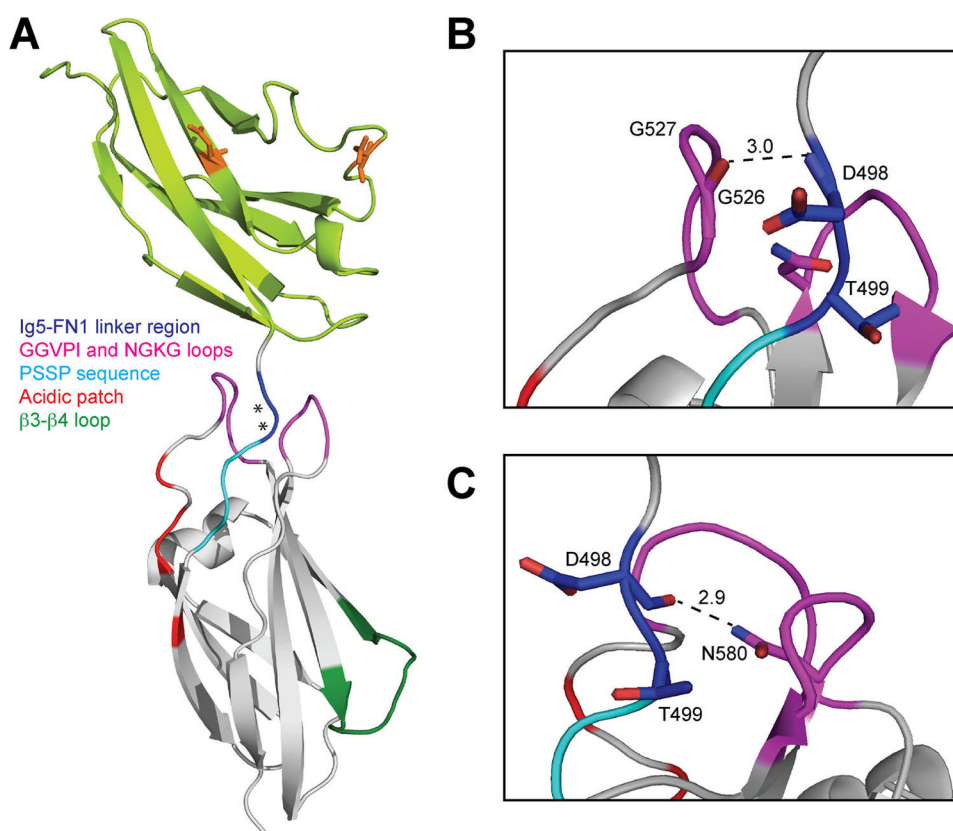 A
Ig5-FN1 linker region
GGVPI and NGKG loops
PSSP sequence
Acidic patch
β3-β4 loop
*
*
B
G527
3.0
D498
G526
T499
C
D498
2.9
N580
T499